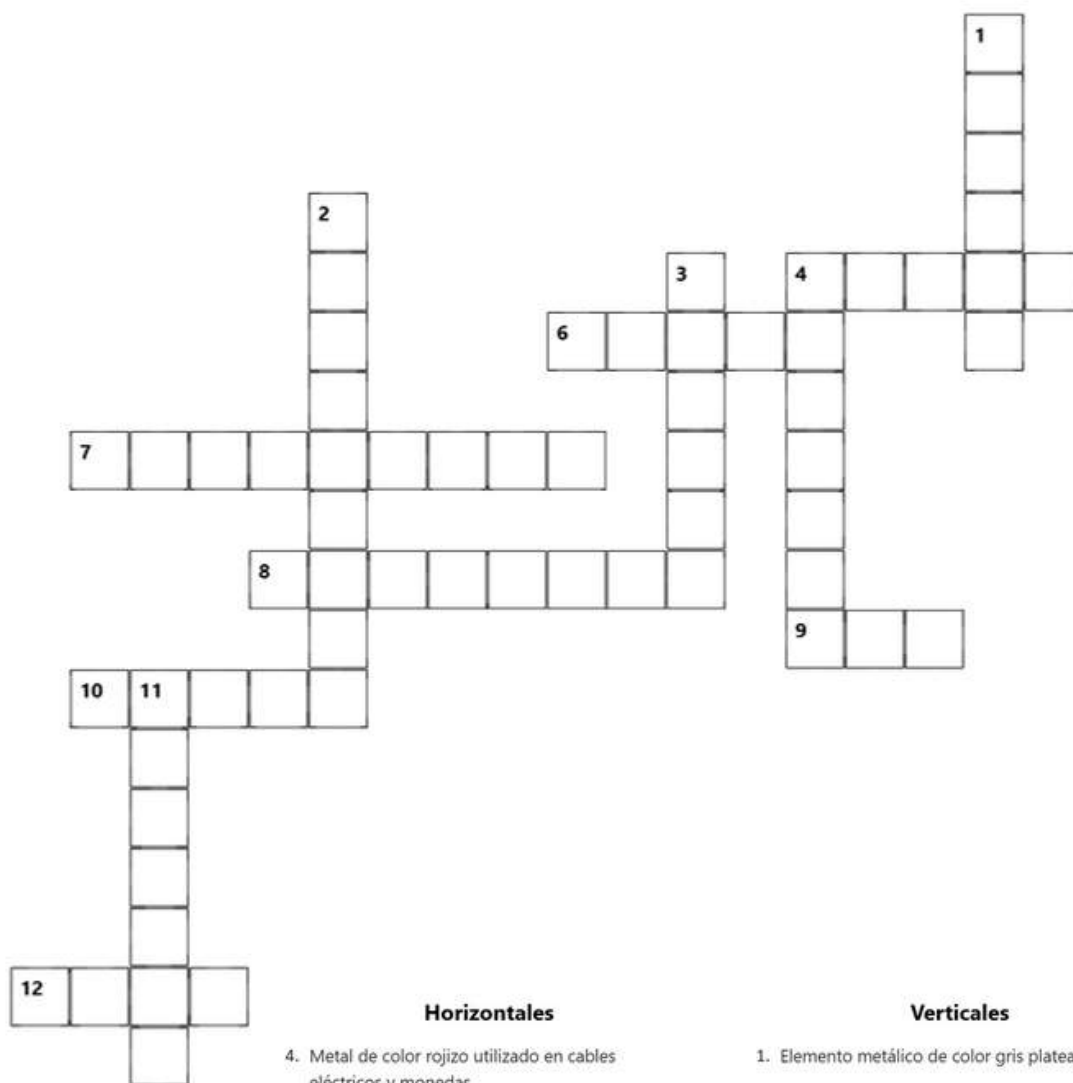 1
2
3
4
6
7
8
9
10
11
12
Horizontales
Verticales
4. Metal de color rojizo utilizado en cables
eléctricos y monedas
1. Elemento metálico de color gris